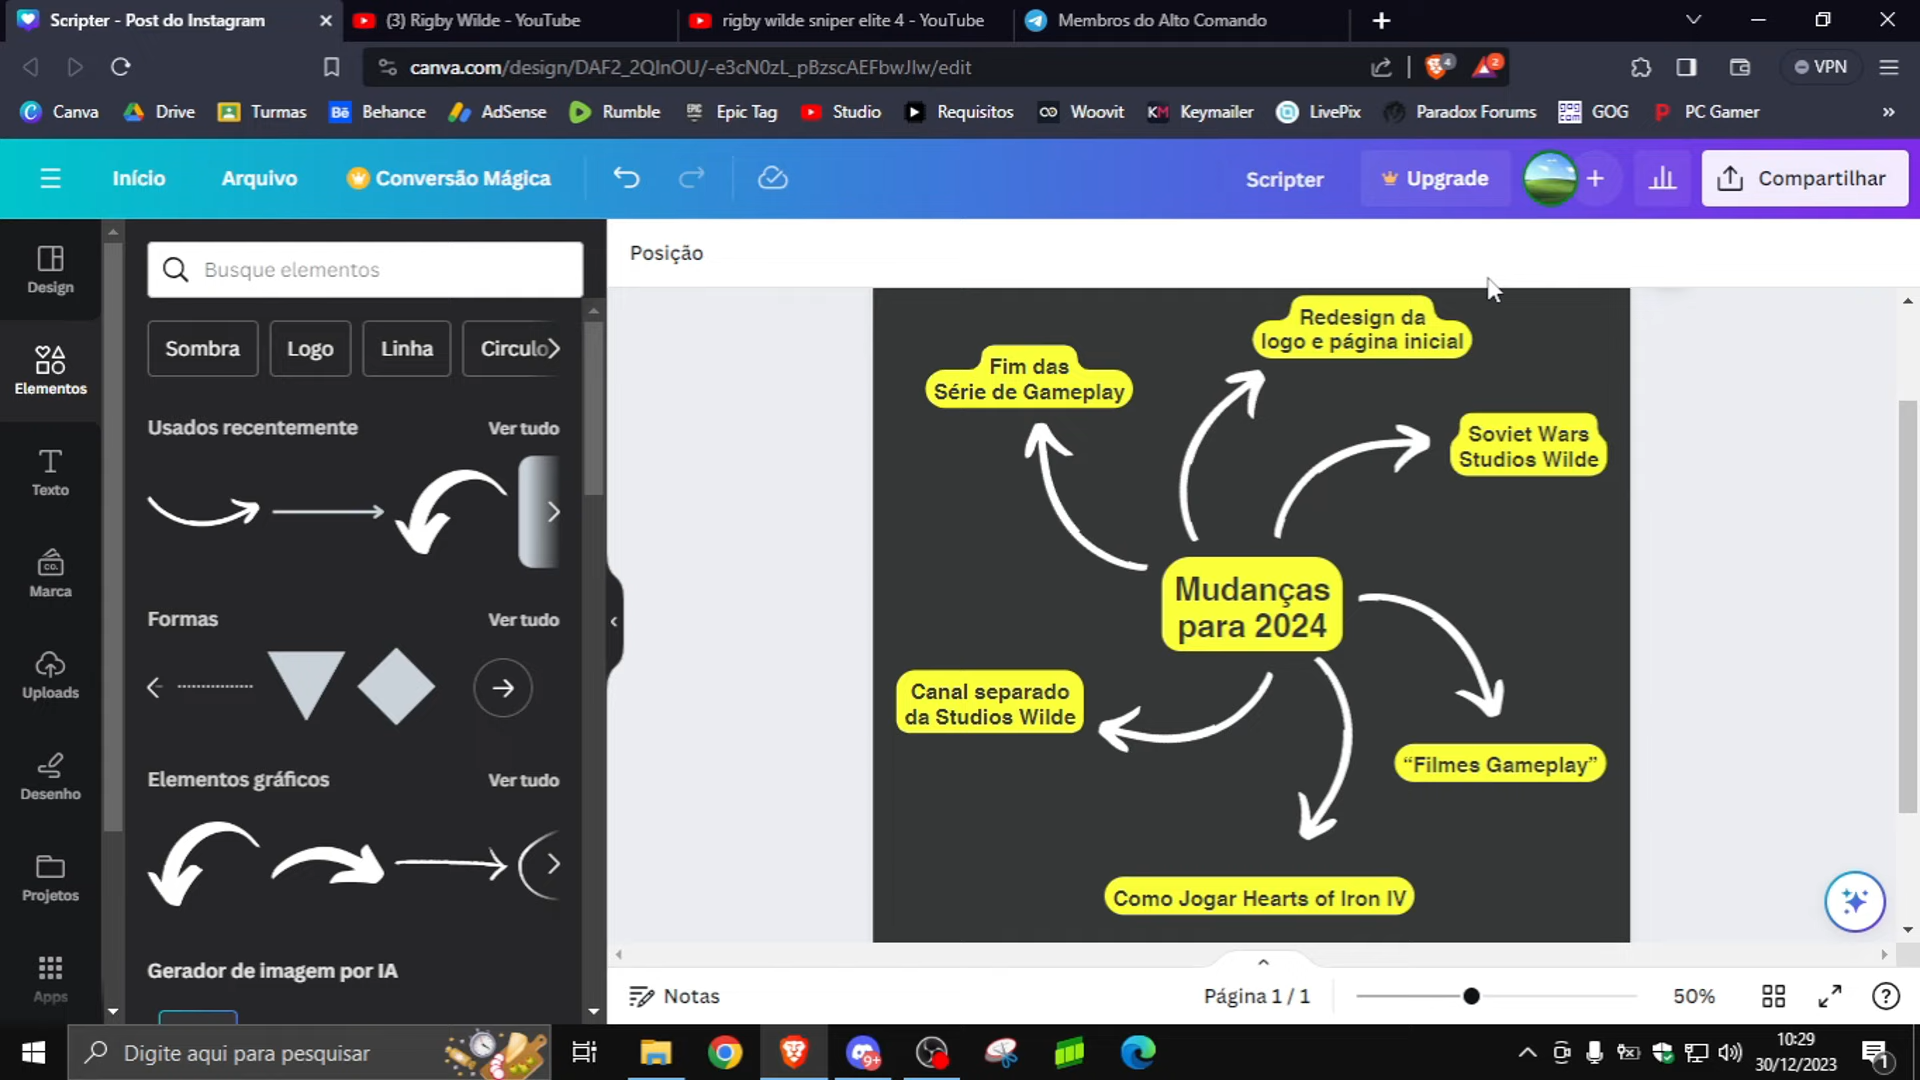 Scripter - Post do Instagram
(3) Rigby Wilde - YouTube
rigby wilde sniper elite 4 - YouTube
Membros do Alto Comando
canva.com/design/DAF2_2QlnOU/-e3cN0zL_pBzscAEFbwJIw/edit
4
2
VPN
Canva
Drive
Turmas
Behance
AdSense
Rumble
Epic Tag
Studio
Requisitos
Woovit
Keymailer
LivePix
Paradox Forums
GOG
PC Gamer
Início
Arquivo
Conversão Mágica
Scripter
Upgrade
Compartilhar
Design
Elementos
Texto
Marca
Uploads
Desenho
Projetos
Apps
Busque elementos
Sombra
Logo
Linha
Circulo
Usados recentemente
Ver tudo
Formas
Ver tudo
Elementos gráficos
Ver tudo
Gerador de imagem por IA
Posição
Redesign da
logo e página inicial
Fim das
Série de Gameplay
Soviet Wars
Studios Wilde
Mudanças
para 2024
Canal separado
da Studios Wilde
“Filmes Gameplay”
Como Jogar Hearts of Iron IV
Notas
Página 1 / 1
50%
Digite aqui para pesquisar
9+
10:29
30/12/2023
1